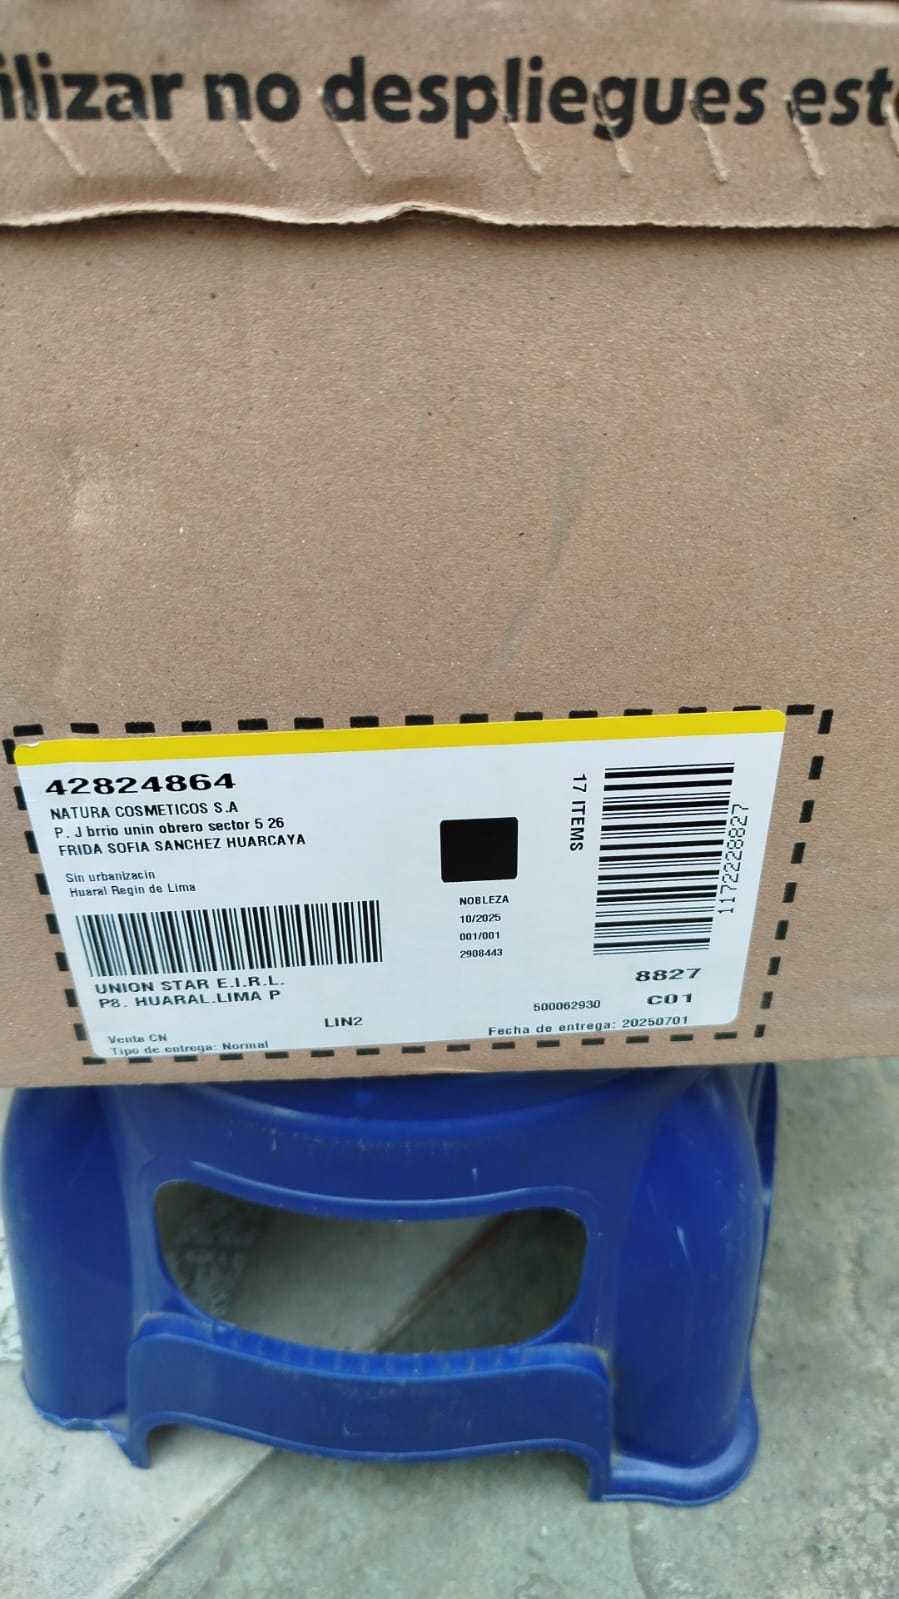 ilizar no despliegues este
42824864
NATURA COSMETICOS S.A
P. J brrio unin obrero sector 5 26
FRIDA SOFIA SANCHEZ HUARCAYA
Sin urbanizacin
Huaral Regin de Lima
UNION STAR E.I.R.L.
P8. HUARAL.LIMA P
LIN2
Venta CN
Tipo de entrega: Normal
NOBLEZA
10/2025
001/001
2908443
17 ITEMS
1172228827
8827
500062930
C01
Fecha de entrega: 20250701